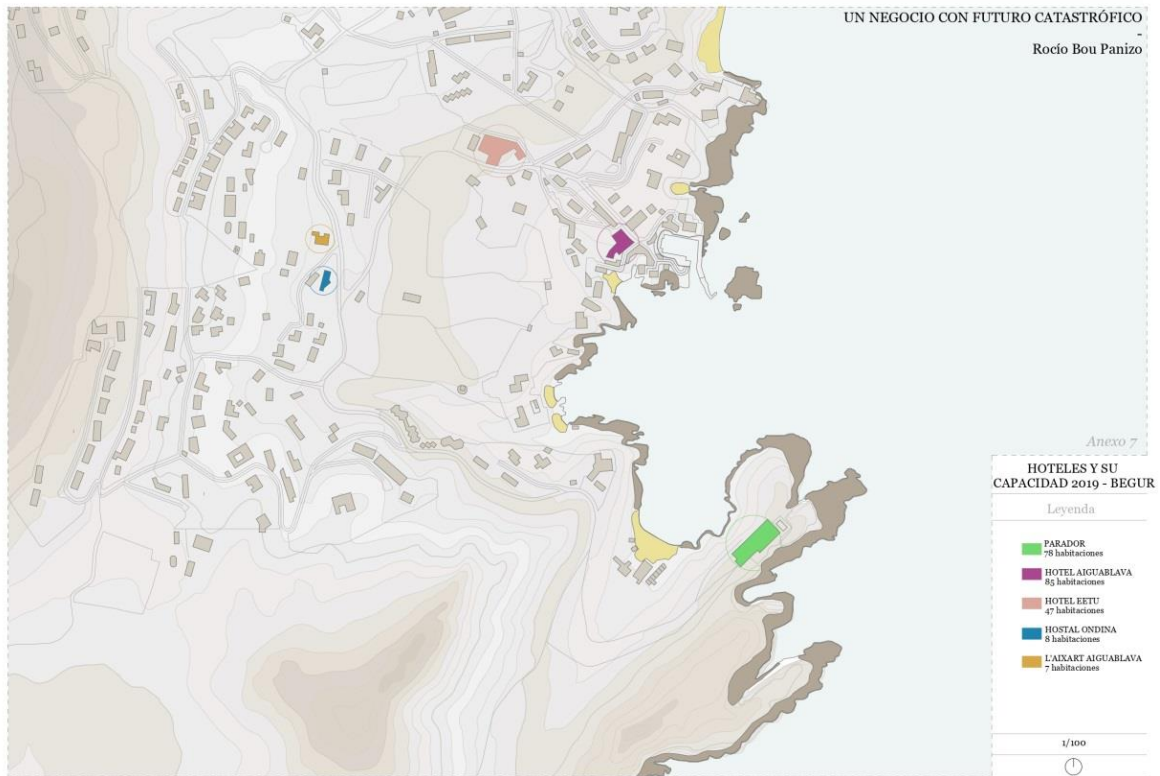 UN NEGOCIO CON FUTURO CATASTRÓFICO
-
Rocío Bou Panizo
Anexo 7
HOTELES Y SU
CAPACIDAD 2019 - BEGUR
Leyenda
PARADOR
78 habitaciones
HOTEL AIGUABLAVA
85 habitaciones
HOTEL EETU
47 habitaciones
HOSTAL ONDINA
8 habitaciones
L'AIXART AIGUABLAVA
7 habitaciones
1/100